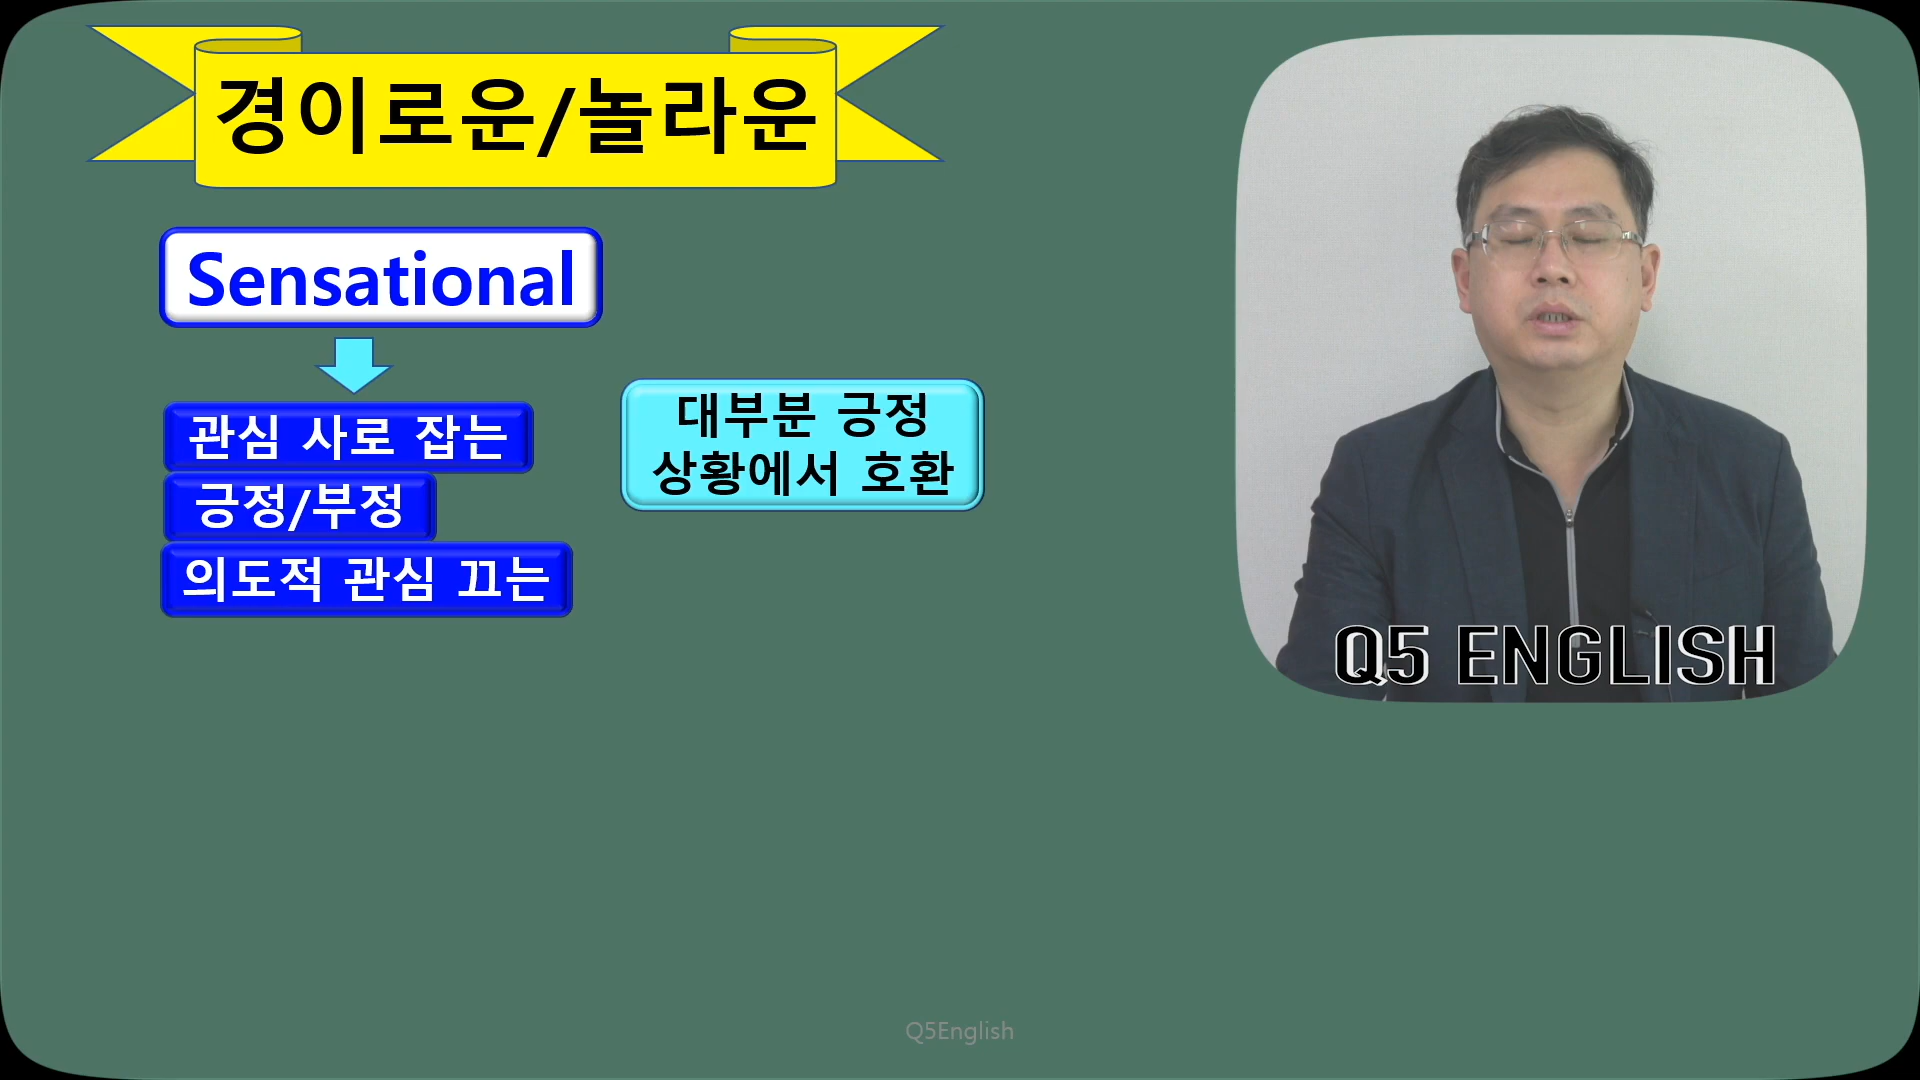 경이로운/놀라운
Sensational
관심 사로 잡는
긍정/부정
의도적 관심 끄는
대부분 긍정
상황에서 호환
Q5 ENGLISH
Q5English